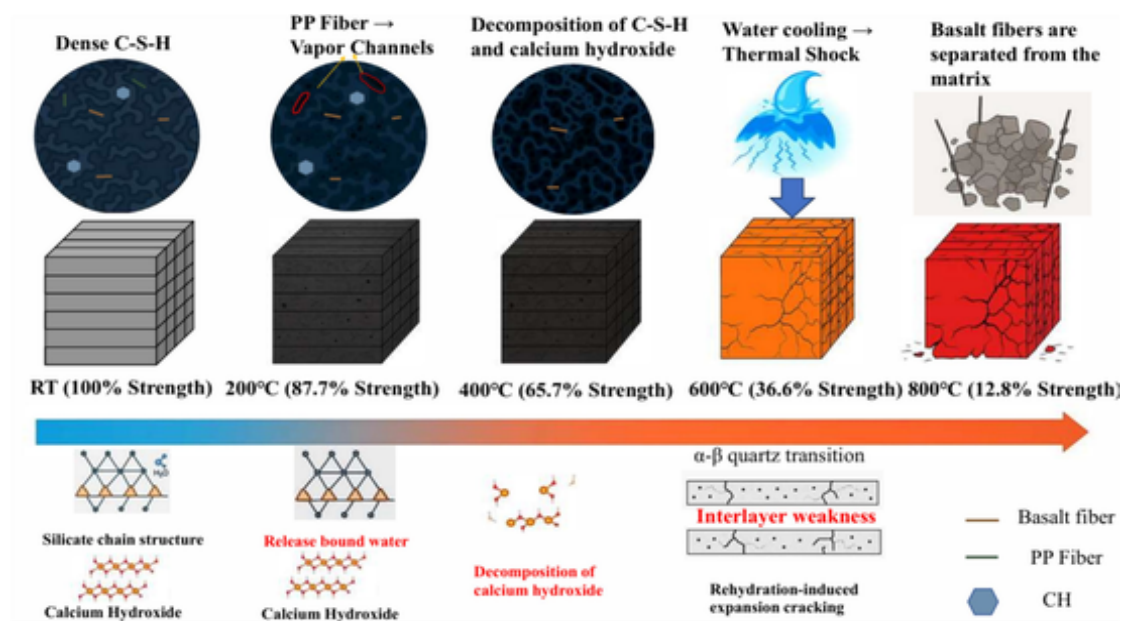 Dense C-S-H
PP Fiber →
Vapor Channels
Decomposition of C-S-H
and calcium hydroxide
Water cooling →
Thermal Shock
Basalt fibers are
separated from the
matrix
RT (100% Strength)
200°C (87.7% Strength)
400°C (65.7% Strength)
600°C (36.6% Strength)
800°C (12.8% Strength)
H₂O
Silicate chain structure
Calcium Hydroxide
Release bound water
Calcium Hydroxide
Decomposition of
calcium hydroxide
α-β quartz transition
Interlayer weakness
Rehydration-induced
expansion cracking
Basalt fiber
PP Fiber
CH